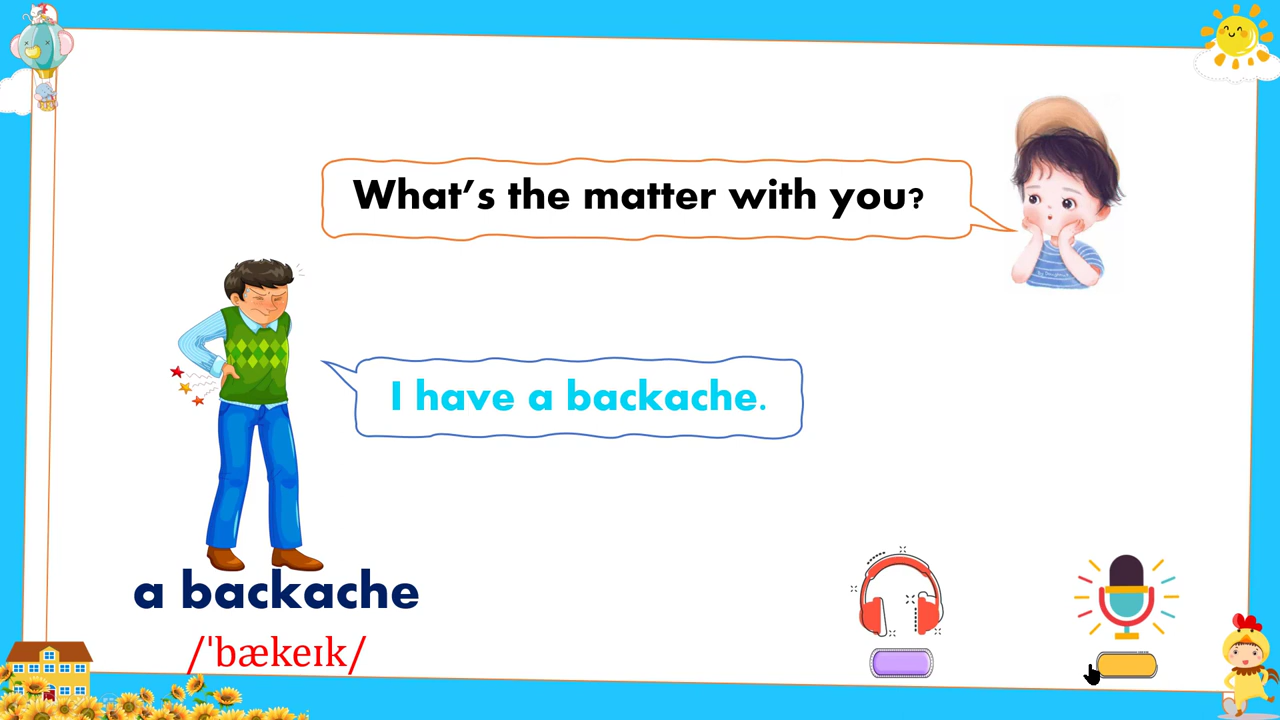 What's the matter with you?
I have a backache.
a backache
/ˈbækeɪk/